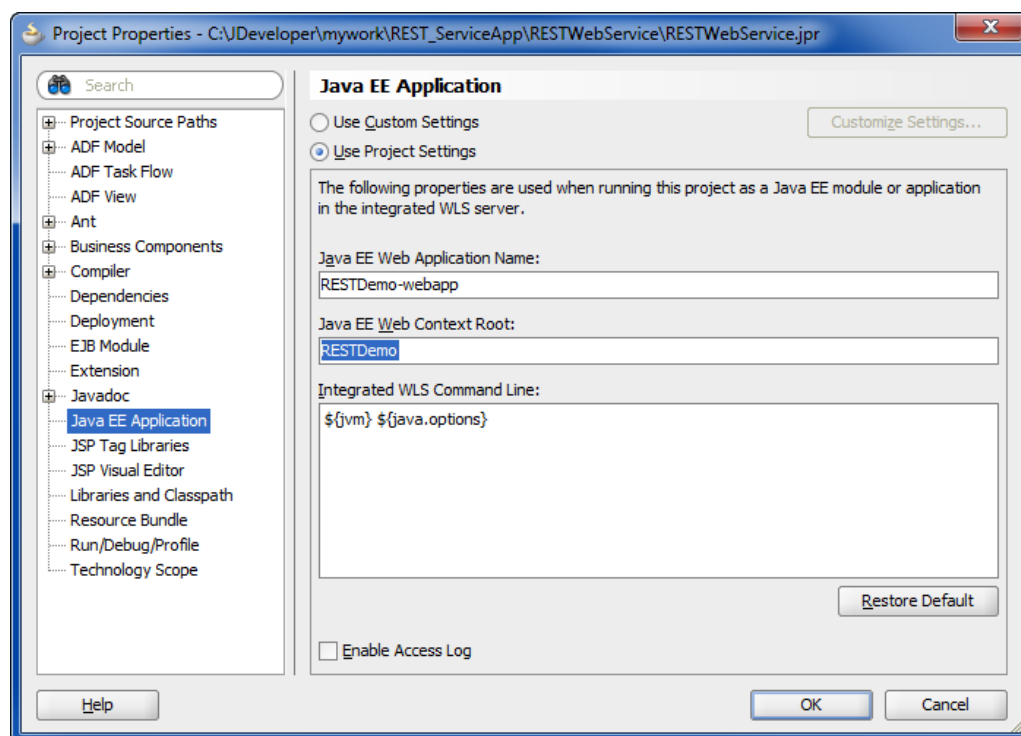 Project Properties - C:\JDeveloper\mywork\REST_ServiceApp\RESTWebService\RESTWebService.jpr
Search
Project Source Paths
ADF Model
ADF Task Flow
ADF View
Ant
Business Components
Compiler
Dependencies
Deployment
EJB Module
Extension
Javadoc
Java EE Application
JSP Tag Libraries
JSP Visual Editor
Libraries and Classpath
Resource Bundle
Run/Debug/Profile
Technology Scope
Java EE Application
Use Custom Settings
Customize Settings...
Use Project Settings
The following properties are used when running this project as a Java EE module or application
in the integrated WLS server.
Java EE Web Application Name:
RESTDemo-webapp
Java EE Web Context Root:
RESTDemo
Integrated WLS Command Line:
${jvm} ${java.options}
Restore Default
Enable Access Log
Help
OK
Cancel